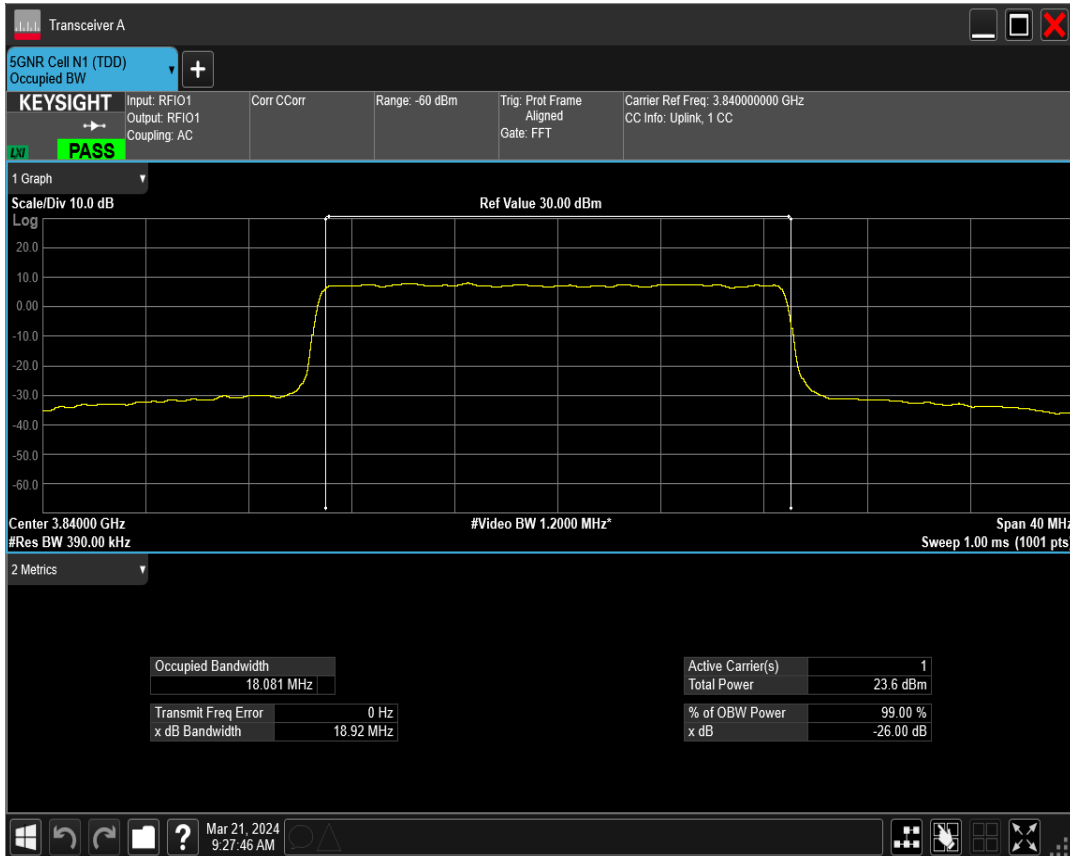 Transceiver A
5GNR Cell N1 (TDD)
Occupied BW
+
KEYSIGHT
LXI
PASS
Input: RFIO1
Output: RFIO1
Coupling: AC
Corr CCorr
Range: -60 dBm
Trig: Prot Frame
Aligned
Gate: FFT
Carrier Ref Freq: 3.840000000 GHz
CC Info: Uplink, 1 CC
1 Graph
Scale/Div 10.0 dB
Ref Value 30.00 dBm
Log
20.0
10.0
0.00
-10.0
-20.0
-30.0
-40.0
-50.0
-60.0
Center 3.84000 GHz
#Video BW 1.2000 MHz*
Span 40 MHz
#Res BW 390.00 kHz
Sweep 1.00 ms (1001 pts)
2 Metrics
Occupied Bandwidth
18.081 MHz
Transmit Freq Error 0 Hz
x dB Bandwidth 18.92 MHz
Active Carrier(s) 1
Total Power 23.6 dBm
% of OBW Power 99.00 %
x dB -26.00 dB
?
Mar 21, 2024
9:27:46 AM